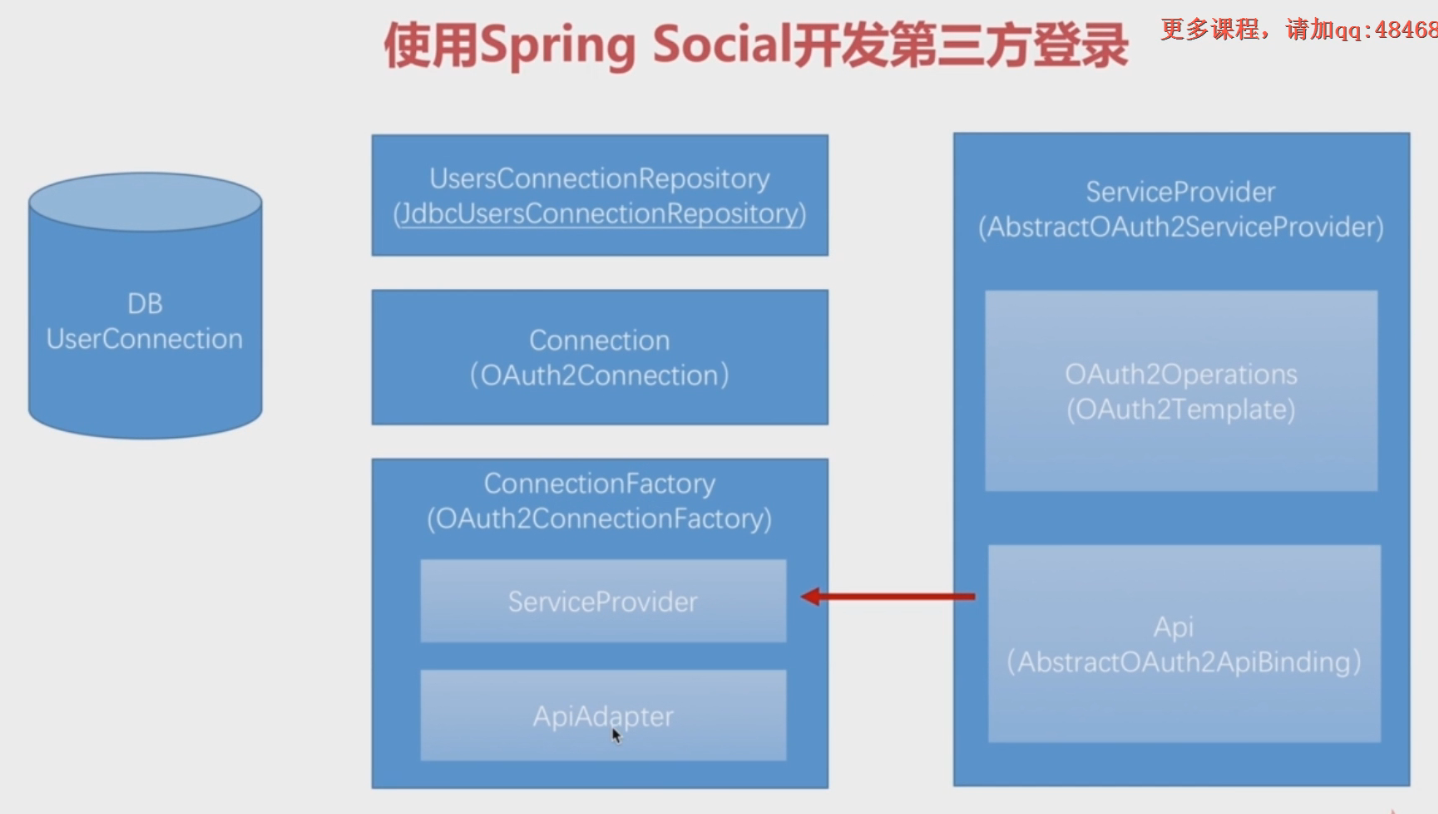 使用Spring Social开发第三方登录
更多课程，请加qq:48468
DB
UserConnection
UsersConnectionRepository
(JdbcUsersConnectionRepository)
Connection
（OAuth2Connection）
ConnectionFactory
(OAuth2ConnectionFactory)
ServiceProvider
ApiAdapter
ServiceProvider
(AbstractOAuth2ServiceProvider)
OAuth2Operations
(OAuth2Template)
Api
（AbstractOAuth2ApiBinding）